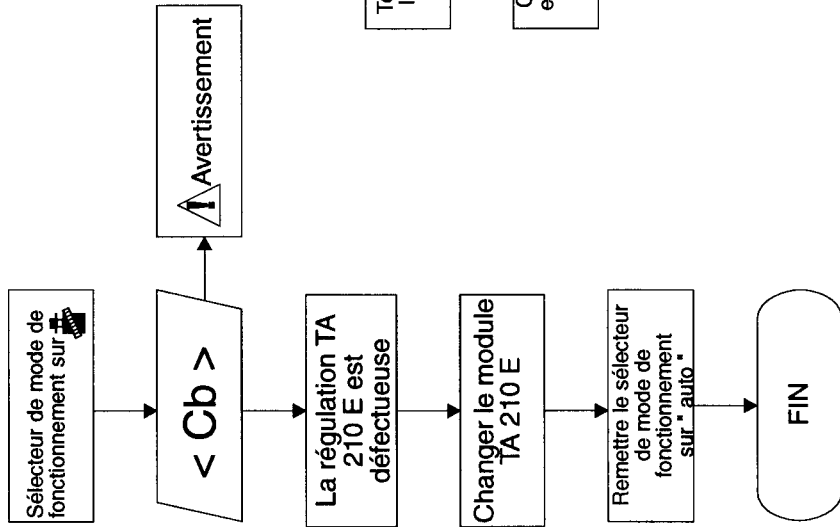 Sélecteur de mode de
fonctionnement sur
< Cb >
Avertissement
La régulation TA
210 E est
défectueuse
Changer le module
TA 210 E
Remettre le sélecteur
de mode de
fonctionnement
sur " auto "
FIN